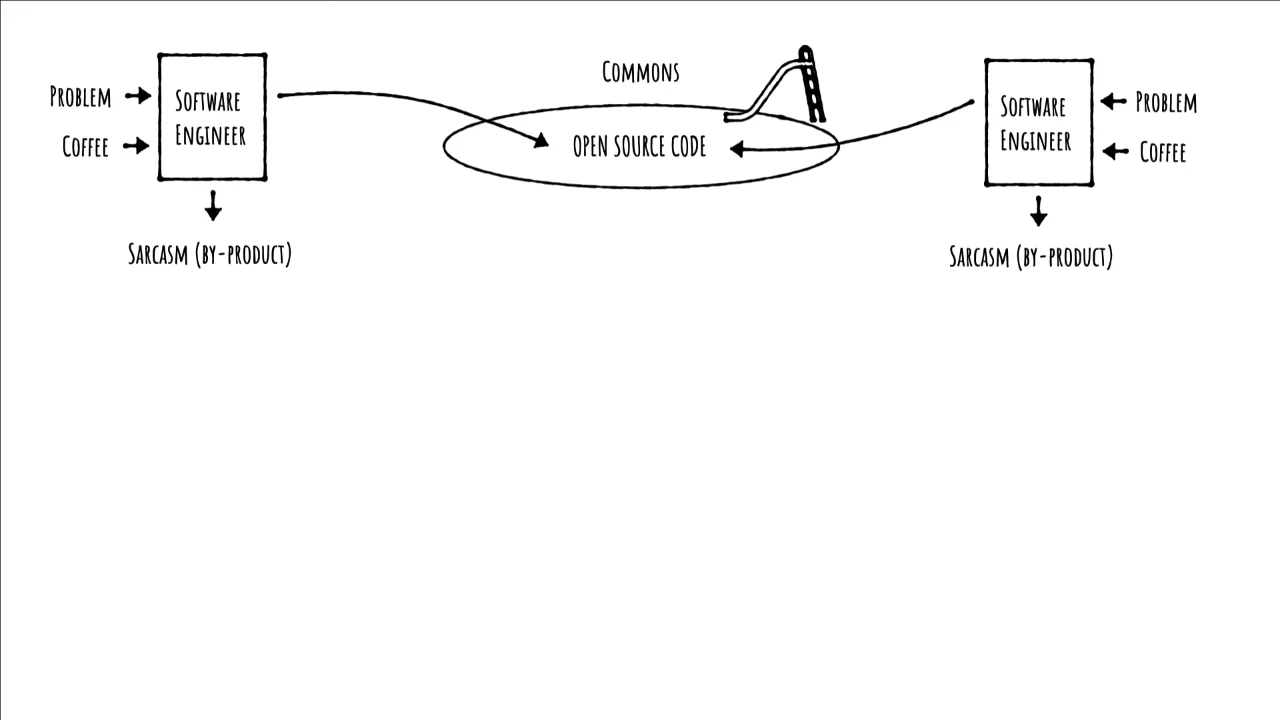 Commons
Problem
Software
Engineer
Coffee
Sarcasm (by-product)
OPEN SOURCE CODE
Software
Engineer
Problem
Coffee
Sarcasm (by-product)